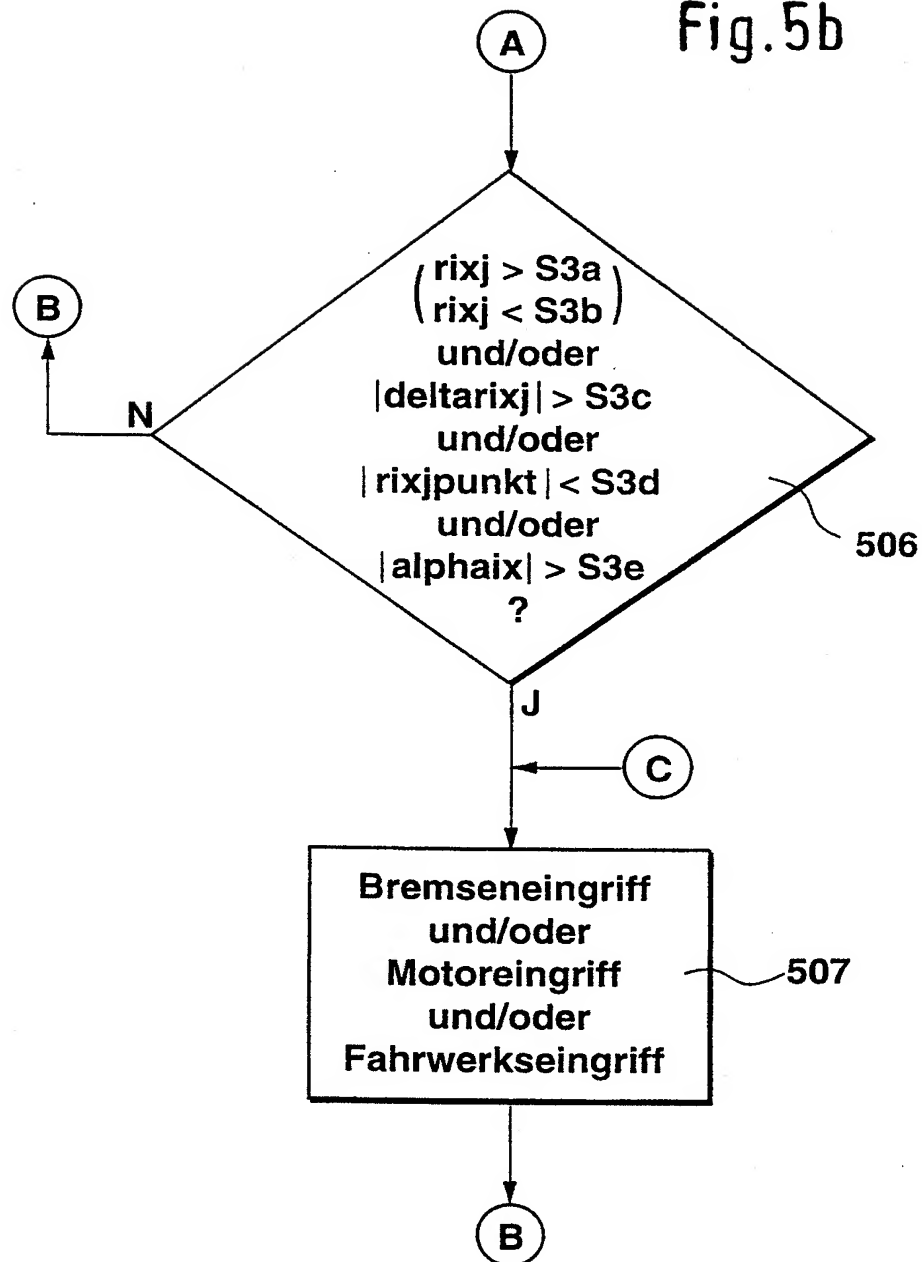 Fig.5b
A
rixj > S3a
rixj < S3b
und/oder
|deltarixj| > S3c
und/oder
|rixjpunkt| < S3d
und/oder
|alphaix| > S3e
?
B
N
506
J
C
Bremseneingriff
und/oder
Motoreingriff
und/oder
Fahrwerkseingriff
507
B